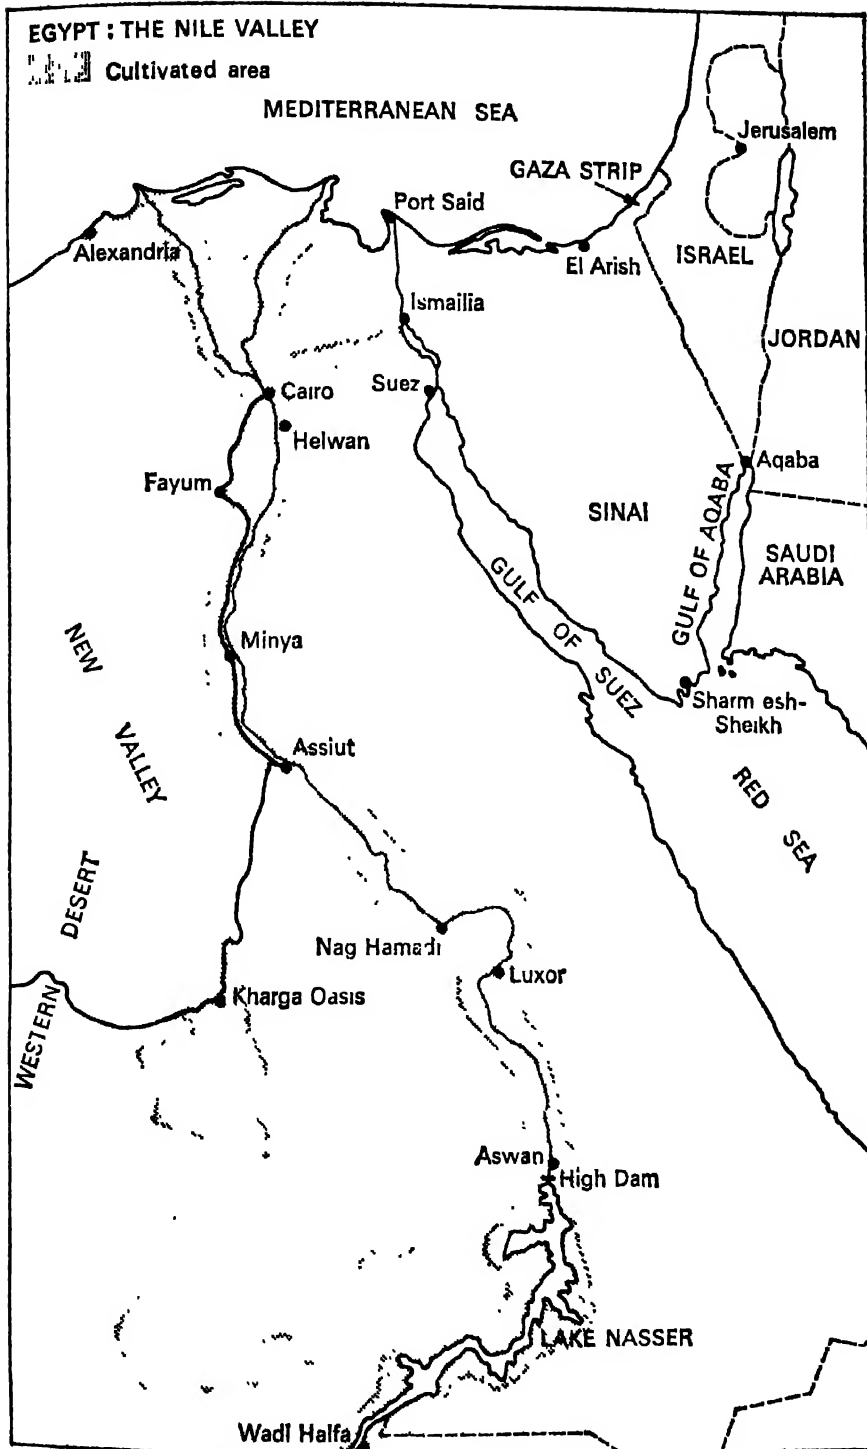 EGYPT : THE NILE VALLEY
Cultivated area
MEDITERRANEAN SEA
Jerusalem
GAZA STRIP
Port Said
Alexandria
El Arish
ISRAEL
Ismailia
JORDAN
Cairo
Suez
Helwan
Aqaba
Fayum
SINAI
GULF OF AQABA
SAUDI
ARABIA
GULF OF SUEZ
NEW VALLEY
Minya
Sharm esh-
Sheikh
Assiut
RED SEA
WESTERN DESERT
Nag Hamadi
Luxor
Kharga Oasis
Aswan
High Dam
LAKE NASSER
Wadi Halfa